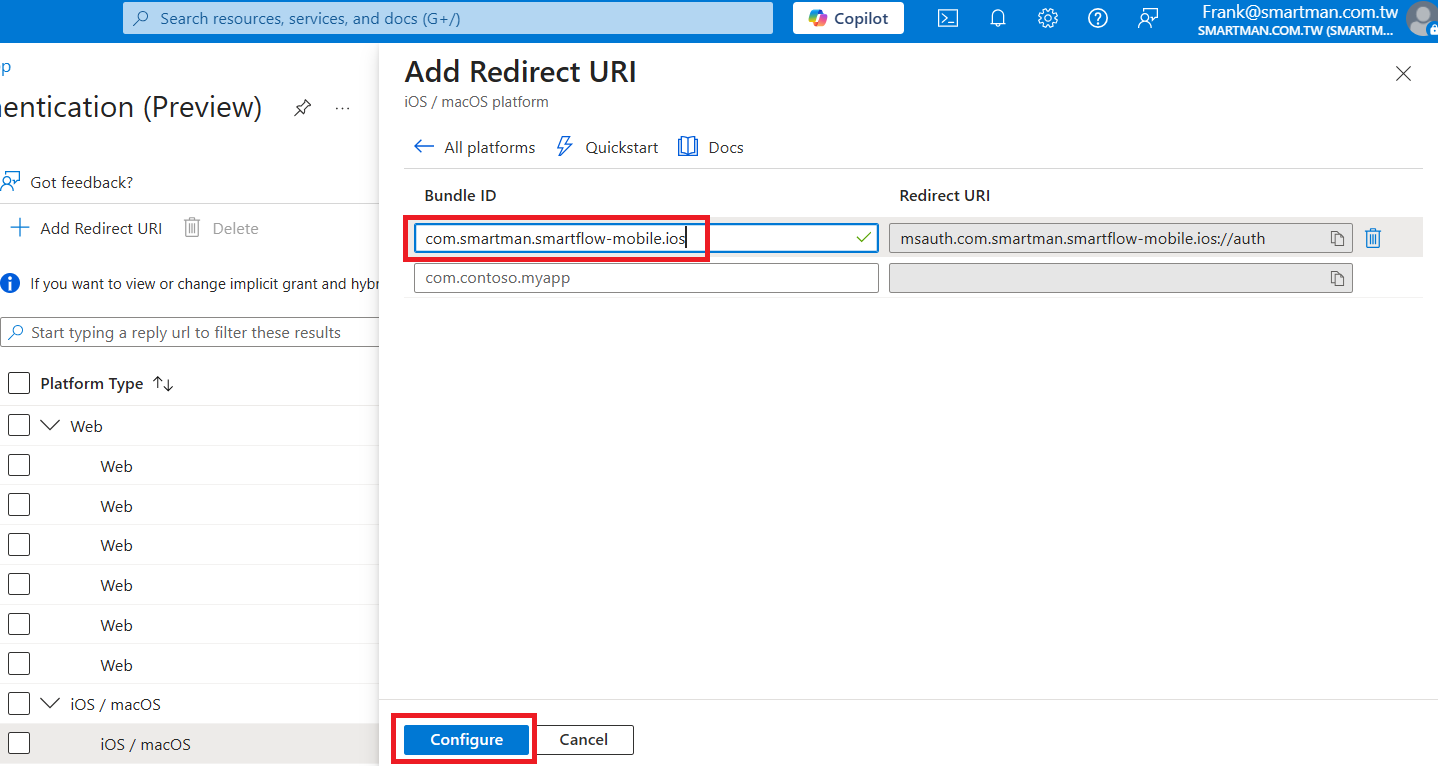 Search resources, services, and docs (G+/)
Copilot
Frank@smartman.com.tw
SMARTMAN.COM.TW (SMARTM...
p
entication (Preview)
...
Got feedback?
Add Redirect URI
Delete
If you want to view or change implicit grant and hybr
Start typing a reply url to filter these results
Platform Type
Web
Web
Web
Web
Web
Web
Web
iOS / macOS
iOS / macOS
Add Redirect URI
iOS / macOS platform
All platforms
Quickstart
Docs
Bundle ID
Redirect URI
com.smartman.smartflow-mobile.ios
msauth.com.smartman.smartflow-mobile.ios://auth
com.contoso.myapp
Configure
Cancel